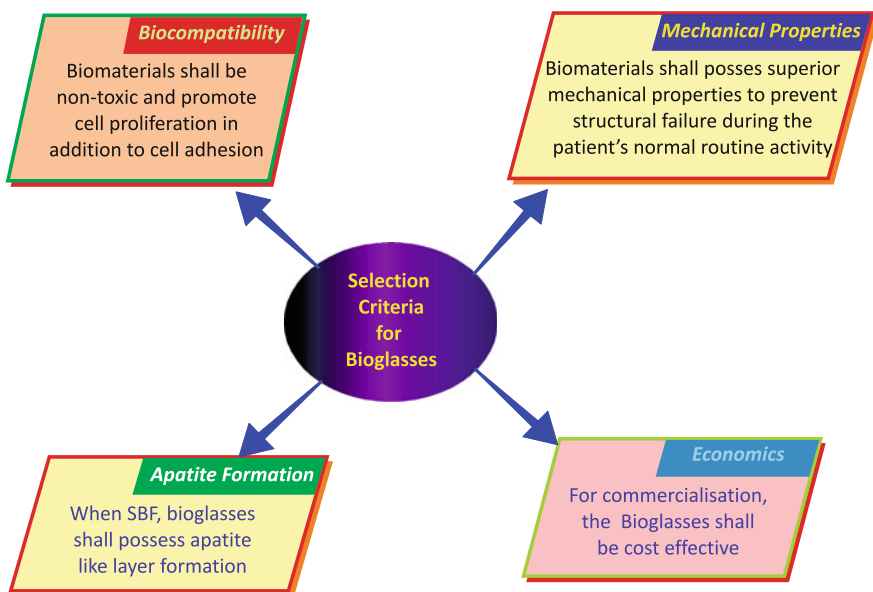 Biocompatibility
Biomaterials shall be
non-toxic and promote
cell proliferation in
addition to cell adhesion
Mechanical Properties
Biomaterials shall posses superior
mechanical properties to prevent
structural failure during the
patient's normal routine activity
Selection
Criteria
for
Bioglasses
Apatite Formation
When SBF, bioglasses
shall possess apatite
like layer formation
Economics
For commercialisation,
the Bioglasses shall
be cost effective